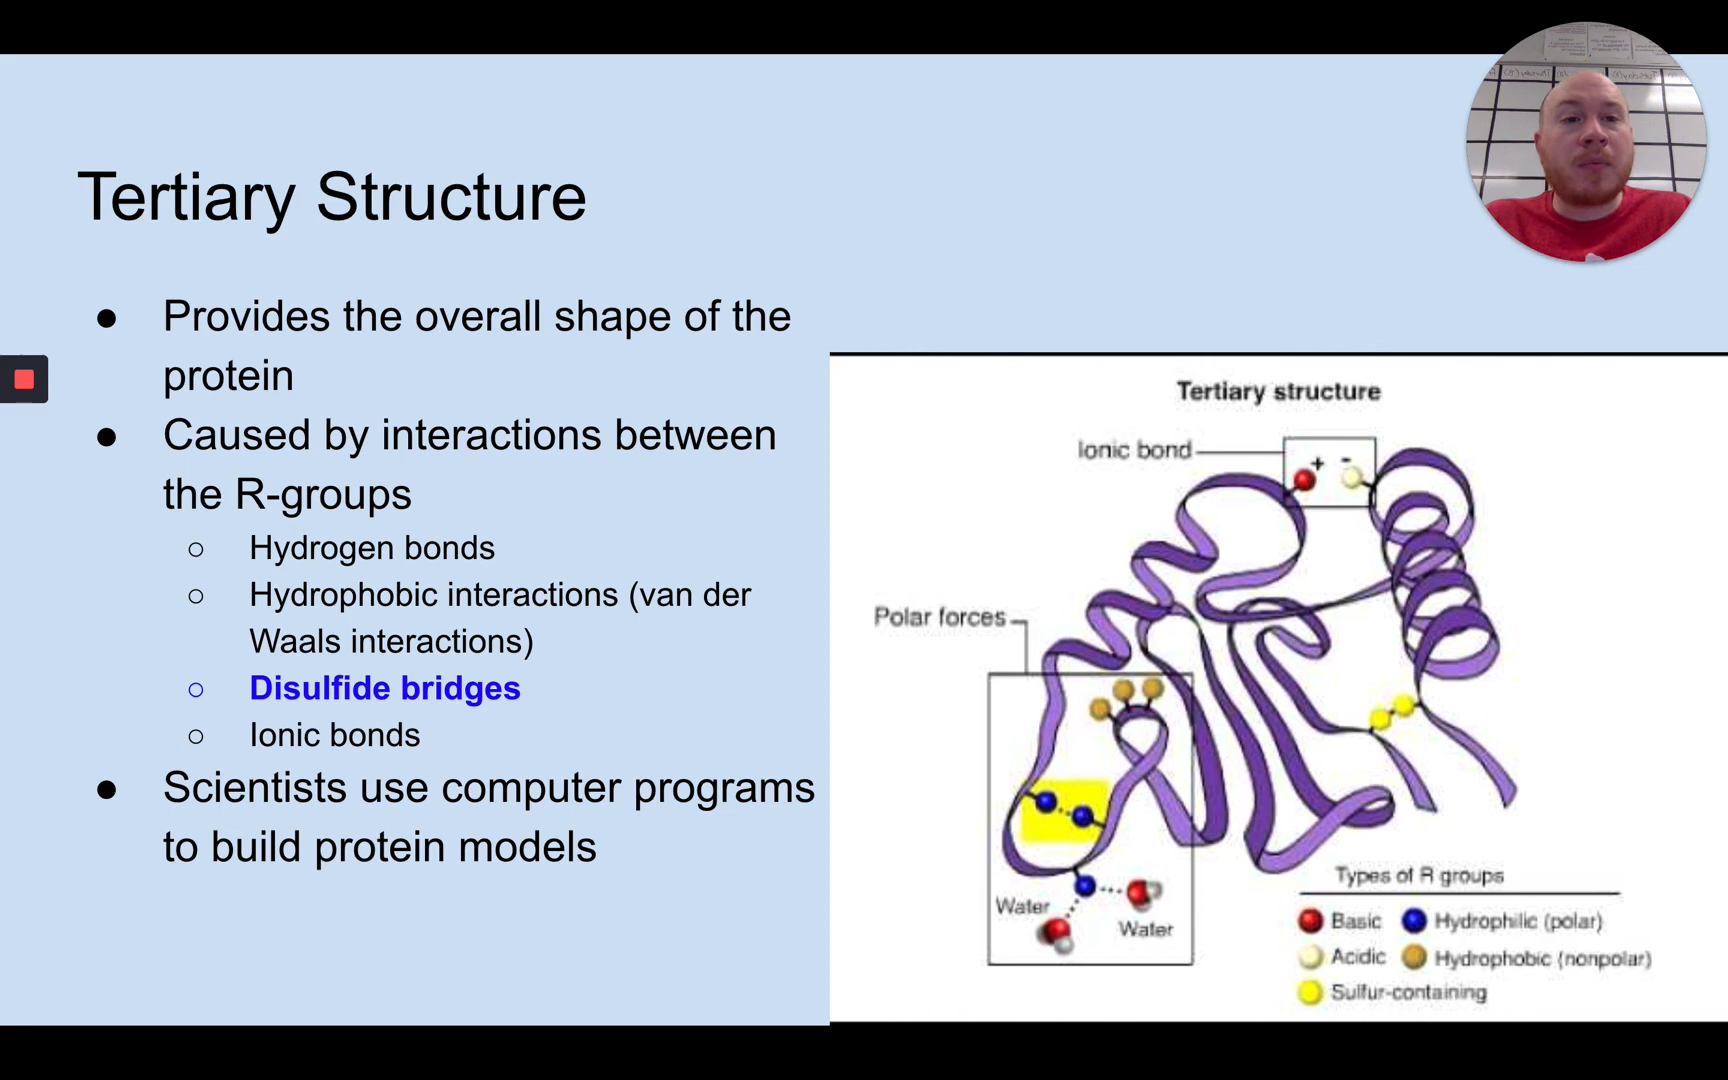 Tertiary Structure
● Provides the overall shape of the
protein
● Caused by interactions between
the R-groups
○ Hydrogen bonds
○ Hydrophobic interactions (van der
Waals interactions)
○ Disulfide bridges
○ Ionic bonds
● Scientists use computer programs
to build protein models
Tertiary structure
Ionic bond
+ -
Polar forces
Water
Water
Types of R groups
Basic Hydrophilic (polar)
Acidic Hydrophobic (nonpolar)
Sulfur-containing